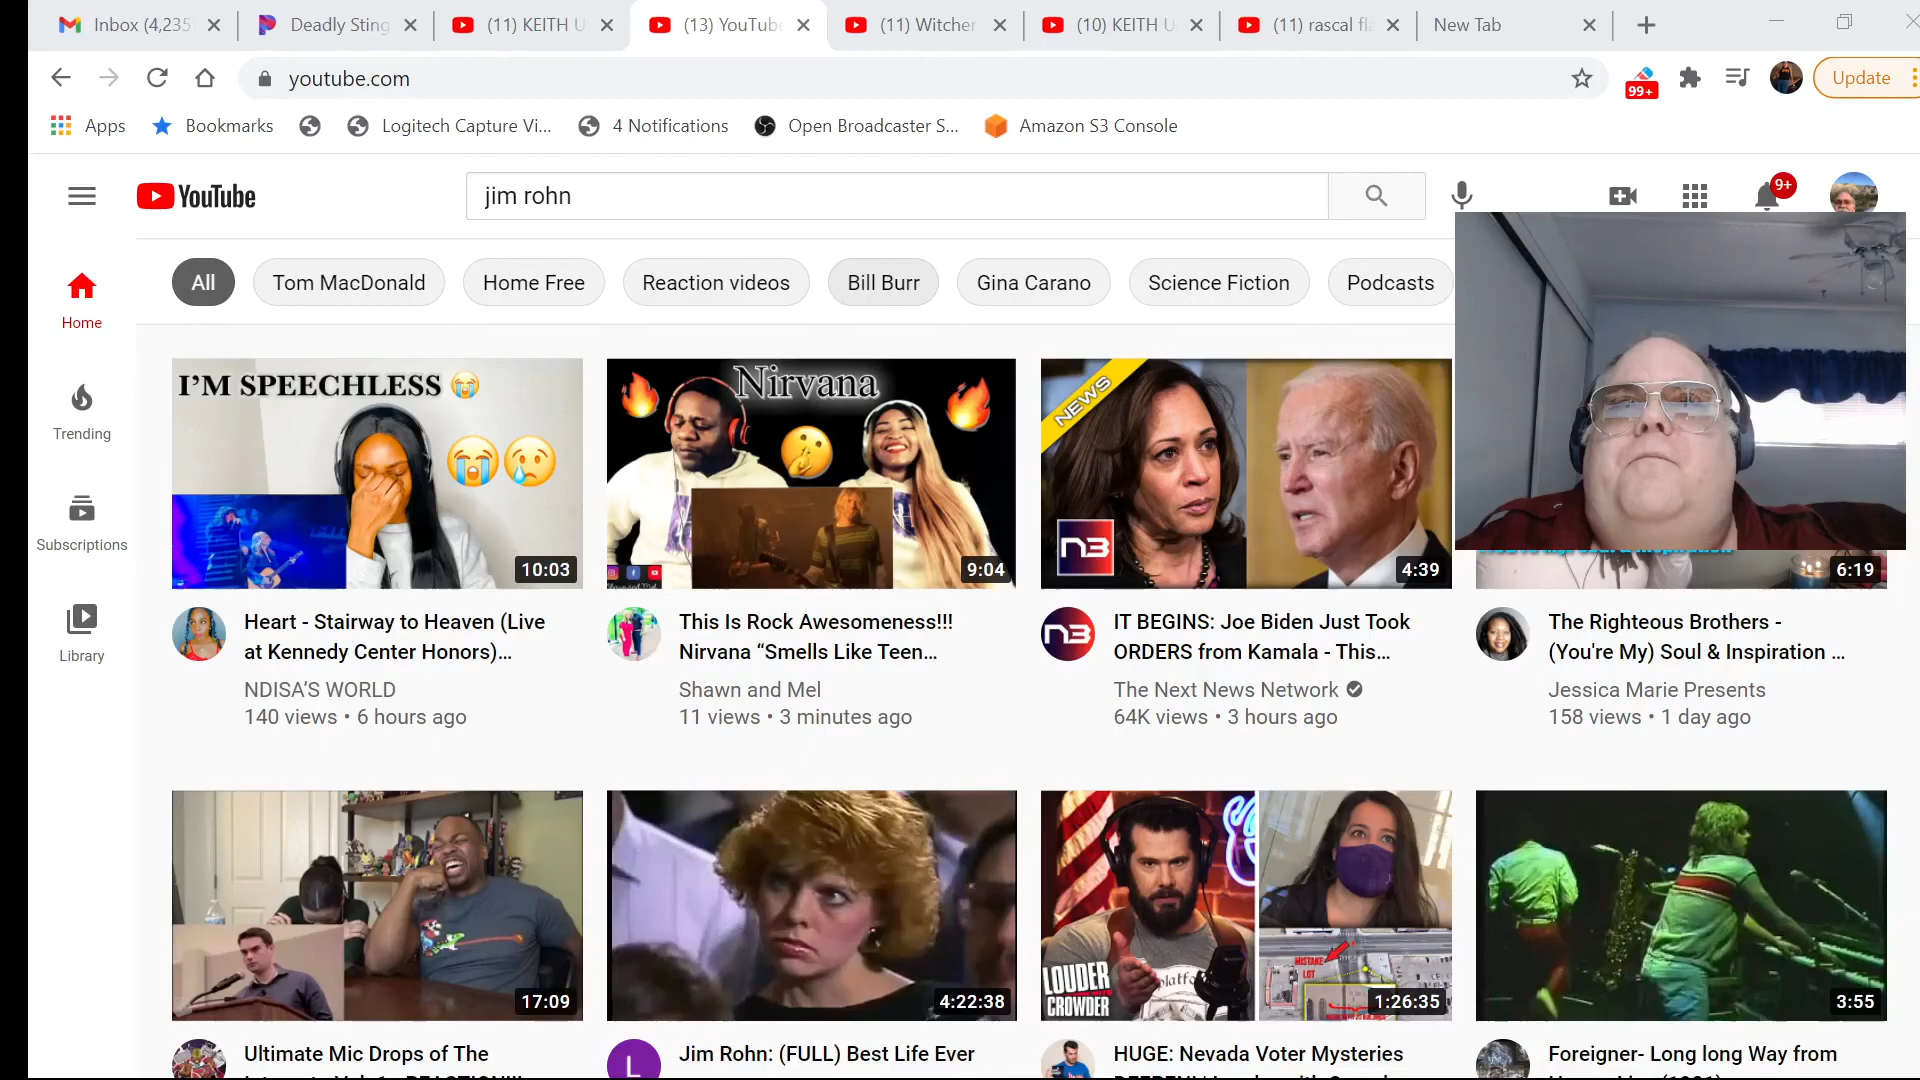 Inbox (4,235
Deadly Sting
(11) KEITH U
(13) YouTube
(11) Witcher
(10) KEITH U
(11) rascal fla
New Tab
youtube.com
99+
Update
Apps
Bookmarks
Logitech Capture Vi...
4 Notifications
Open Broadcaster S...
Amazon S3 Console
YouTube
jim rohn
9+
All
Tom MacDonald
Home Free
Reaction videos
Bill Burr
Gina Carano
Science Fiction
Podcasts
Home
Trending
Subscriptions
Library
I'M SPEECHLESS
10:03
Nirvana
9:04
NEWS
n3
4:39
6:19
Heart - Stairway to Heaven (Live
at Kennedy Center Honors)...
NDISA'S WORLD
140 views • 6 hours ago
This Is Rock Awesomeness!!!
Nirvana “Smells Like Teen...
Shawn and Mel
11 views • 3 minutes ago
n3
IT BEGINS: Joe Biden Just Took
ORDERS from Kamala - This...
The Next News Network
64K views • 3 hours ago
The Righteous Brothers -
(You're My) Soul & Inspiration ...
Jessica Marie Presents
158 views • 1 day ago
17:09
4:22:38
LOUDER
WITH
CROWDER
MISTAKE
LOT
1:26:35
3:55
Ultimate Mic Drops of The
L
Jim Rohn: (FULL) Best Life Ever
HUGE: Nevada Voter Mysteries
Foreigner- Long long Way from